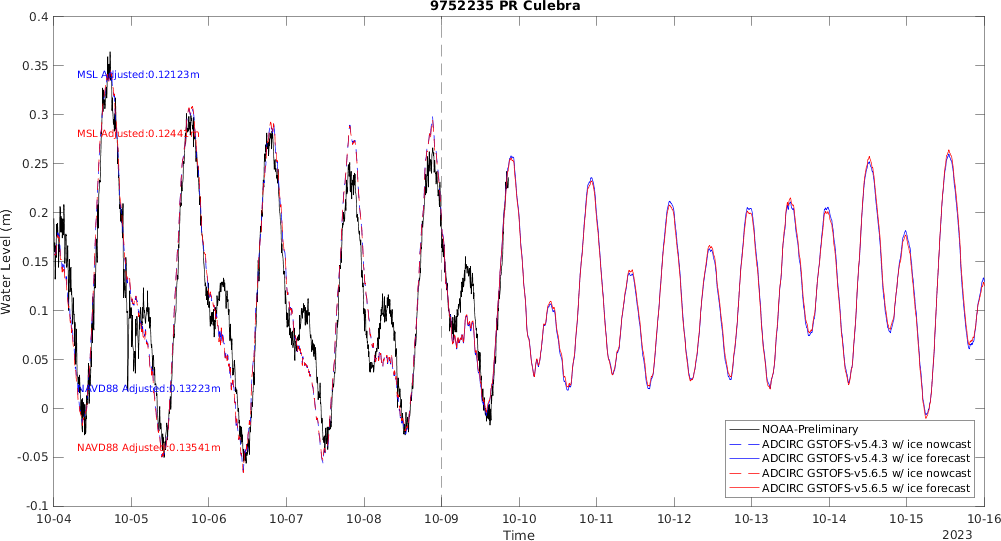 9752235 PR Culebra
0.4
0.35
0.3
0.25
0.2
0.15
0.1
0.05
0
-0.05
-0.1
Water Level (m)
MSL Adjusted:0.12123m
MSL Adjusted:0.12442m
NAVD88 Adjusted:0.13223m
NAVD88 Adjusted:0.13541m
NOAA-Preliminary
ADCIRC GSTOFS-v5.4.3 w/ ice nowcast
ADCIRC GSTOFS-v5.4.3 w/ ice forecast
ADCIRC GSTOFS-v5.6.5 w/ ice nowcast
ADCIRC GSTOFS-v5.6.5 w/ ice forecast
10-04 10-05 10-06 10-07 10-08 10-09 10-10 10-11 10-12 10-13 10-14 10-15 10-16
Time
2023